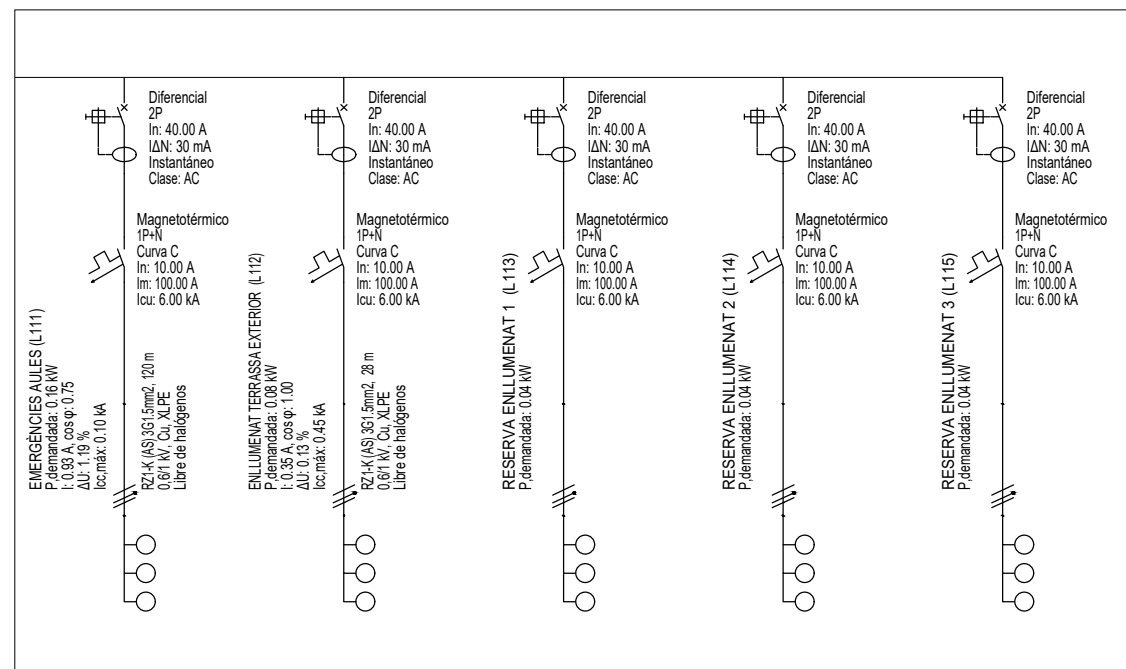 Diferencial
2P
In: 40.00 A
IΔN: 30 mA
Instantáneo
Clase: AC
Magnetotérmico
1P+N
Curva C
In: 10.00 A
Im: 100.00 A
Icu: 6.00 kA
EMERGÈNCIES AULES (L111)
P,demandada: 0.16 kW
I: 0.93 A, cos φ: 0.75
ΔU: 1.19 %
Icc,máx: 0.10 kA
RZ1-K (AS) 3G1.5mm2, 120 m
0,6/1 kV, Cu, XLPE
Libre de halógenos
Diferencial
2P
In: 40.00 A
IΔN: 30 mA
Instantáneo
Clase: AC
Magnetotérmico
1P+N
Curva C
In: 10.00 A
Im: 100.00 A
Icu: 6.00 kA
ENLLUMENAT TERRASSA EXTERIOR (L112)
P,demandada: 0.08 kW
I: 0.35 A, cos φ: 1.00
ΔU: 0.13 %
Icc,máx: 0.45 kA
RZ1-K (AS) 3G1.5mm2, 28 m
0,6/1 kV, Cu, XLPE
Libre de halógenos
Diferencial
2P
In: 40.00 A
IΔN: 30 mA
Instantáneo
Clase: AC
Magnetotérmico
1P+N
Curva C
In: 10.00 A
Im: 100.00 A
Icu: 6.00 kA
RESERVA ENLLUMENAT 1 (L113)
P,demandada: 0.04 kW
Diferencial
2P
In: 40.00 A
IΔN: 30 mA
Instantáneo
Clase: AC
Magnetotérmico
1P+N
Curva C
In: 10.00 A
Im: 100.00 A
Icu: 6.00 kA
RESERVA ENLLUMENAT 2 (L114)
P,demandada: 0.04 kW
Diferencial
2P
In: 40.00 A
IΔN: 30 mA
Instantáneo
Clase: AC
Magnetotérmico
1P+N
Curva C
In: 10.00 A
Im: 100.00 A
Icu: 6.00 kA
RESERVA ENLLUMENAT 3 (L115)
P,demandada: 0.04 kW